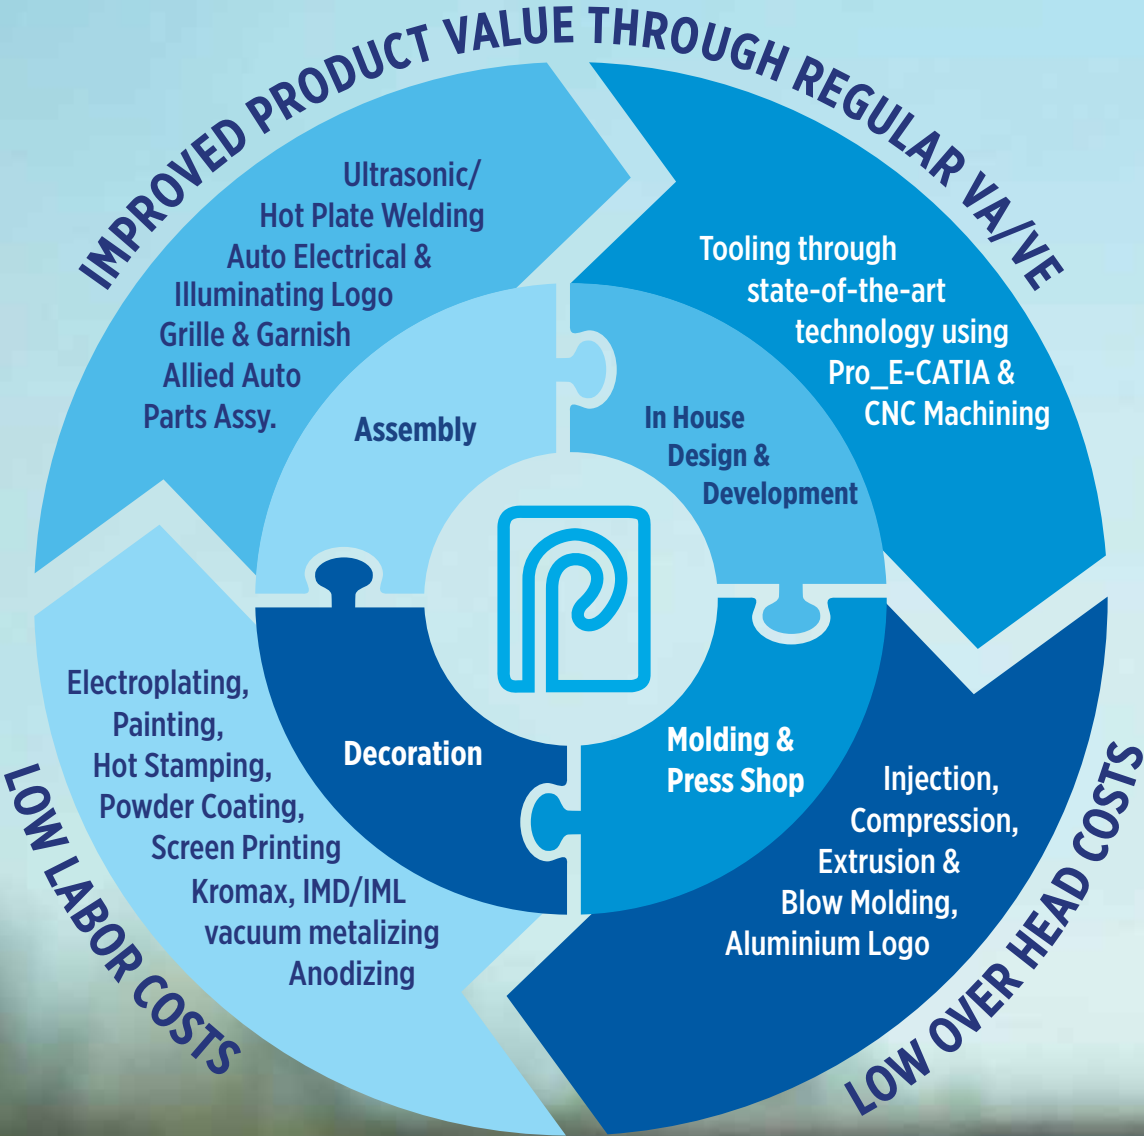 IMPROVED PRODUCT VALUE THROUGH REGULAR VA/VE
Ultrasonic/
Hot Plate Welding
Auto Electrical &
Illuminating Logo
Grille & Garnish
Allied Auto
Parts Assy.
Tooling through
state-of-the-art
technology using
Pro_E-CATIA &
CNC Machining
Assembly
In House
Design &
Development
Decoration
Molding &
Press Shop
Electroplating,
Painting,
Hot Stamping,
Powder Coating,
Screen Printing
Kromax, IMD/IML
vacuum metalizing
Anodizing
Injection,
Compression,
Extrusion &
Blow Molding,
Aluminium Logo
LOW LABOR COSTS
LOW OVER HEAD COSTS